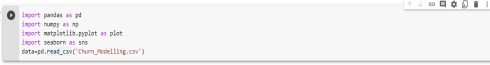 import pandas as pd
import numpy as np
import matplotlib.pyplot as plot
import seaborn as sns
data=pd.read_csv('Churn_Modelling.csv')